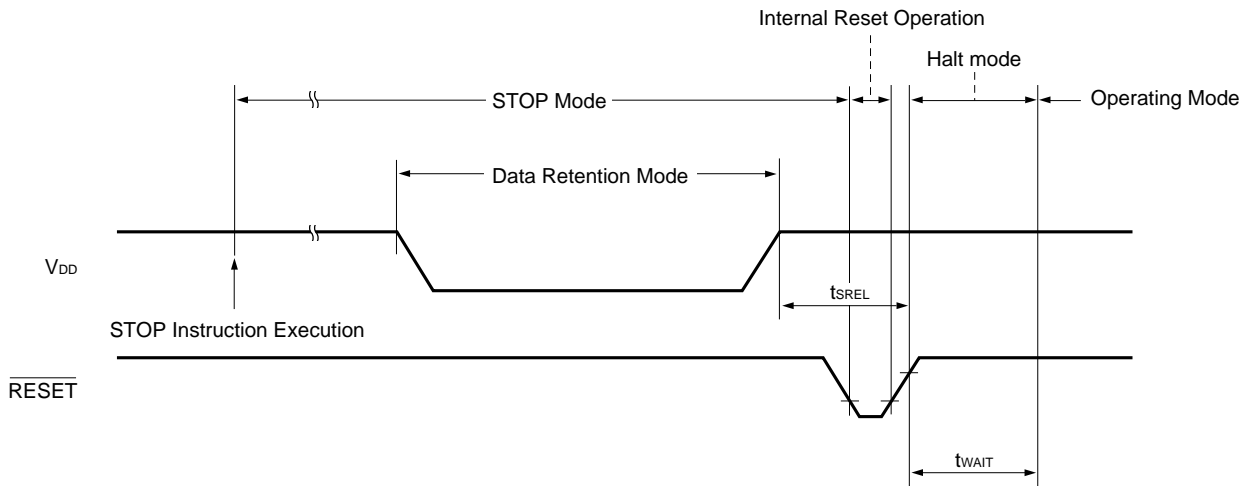 Internal Reset Operation
Halt mode
STOP Mode
Operating Mode
Data Retention Mode
VDD
tSREL
STOP Instruction Execution
RESET
tWAIT